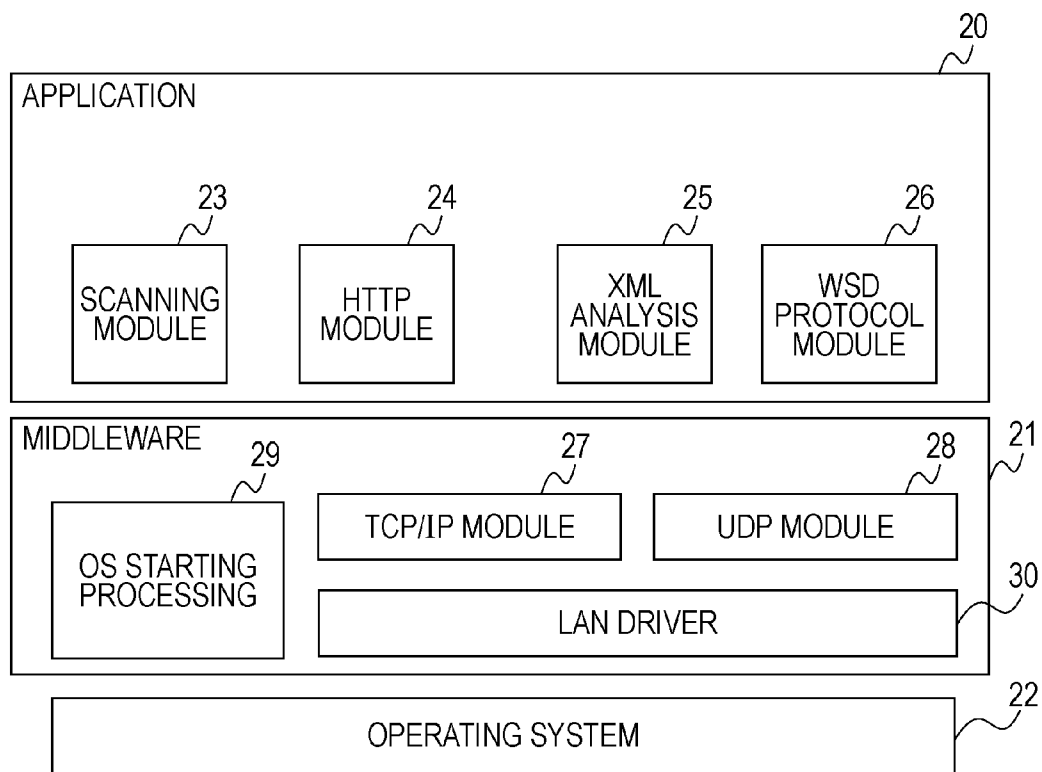 20
APPLICATION
23
24
25
26
SCANNING
MODULE
HTTP
MODULE
XML
ANALYSIS
MODULE
WSD
PROTOCOL
MODULE
MIDDLEWARE
21
29
27
28
OS STARTING
PROCESSING
TCP/IP MODULE
UDP MODULE
30
LAN DRIVER
22
OPERATING SYSTEM